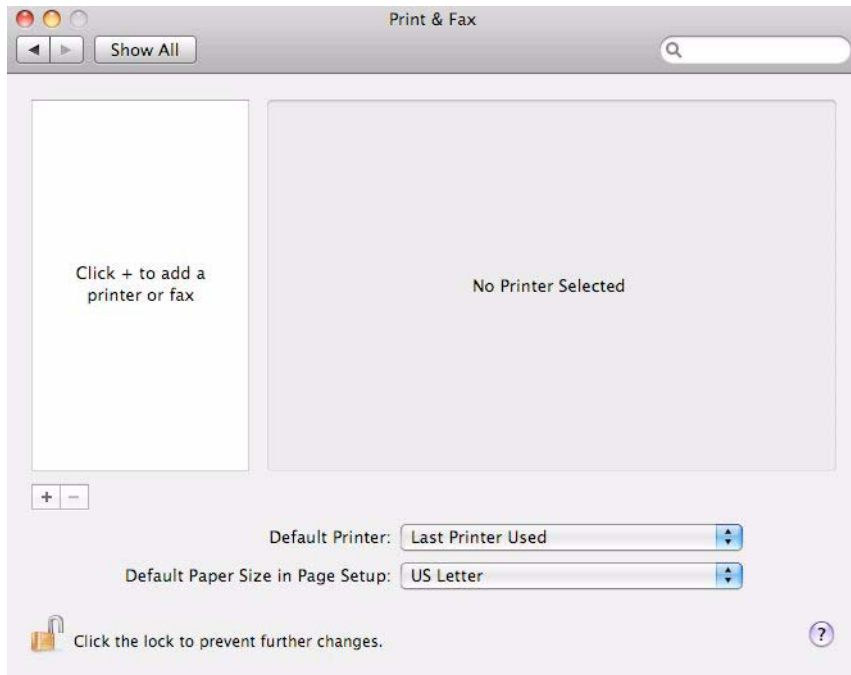 Print & Fax
Show All
Click + to add a
printer or fax
No Printer Selected
+ −
Default Printer: Last Printer Used
Default Paper Size in Page Setup: US Letter
Click the lock to prevent further changes.
?